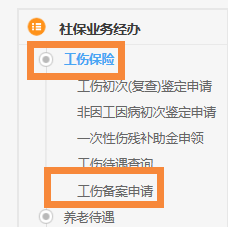 社保业务经办
工伤保险
工伤初次(复查)鉴定申请
非因工因病初次鉴定申请
一次性伤残补助金申领
工伤待遇查询
工伤备案申请
养老待遇